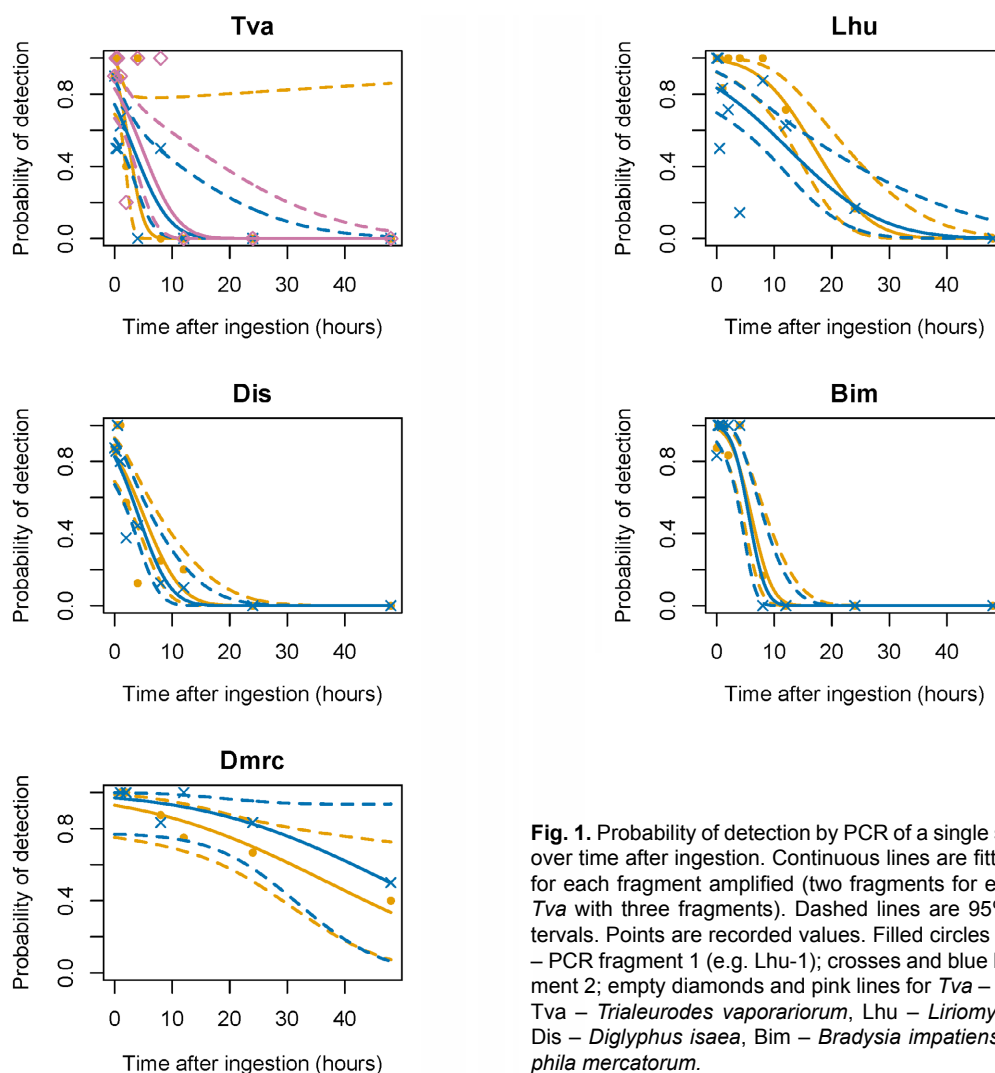 Tva
Probability of detection
0.0 0.4 0.8
0 10 20 30 40
Time after ingestion (hours)
Lhu
Probability of detection
0.0 0.4 0.8
0 10 20 30 40
Time after ingestion (hours)
Dis
Probability of detection
0.0 0.4 0.8
0 10 20 30 40
Time after ingestion (hours)
Bim
Probability of detection
0.0 0.4 0.8
0 10 20 30 40
Time after ingestion (hours)
Dmrc
Probability of detection
0.0 0.4 0.8
0 10 20 30 40
Time after ingestion (hours)
Fig. 1. Probability of detection by PCR of a single s
over time after ingestion. Continuous lines are fitt
for each fragment amplified (two fragments for e
Tva with three fragments). Dashed lines are 95%
tervals. Points are recorded values. Filled circles
– PCR fragment 1 (e.g. Lhu-1); crosses and blue l
ment 2; empty diamonds and pink lines for Tva –
Tva – Trialeurodes vaporariorum, Lhu – Liriomy
Dis – Diglyphus isaea, Bim – Bradysia impatiens
phila mercatorum.